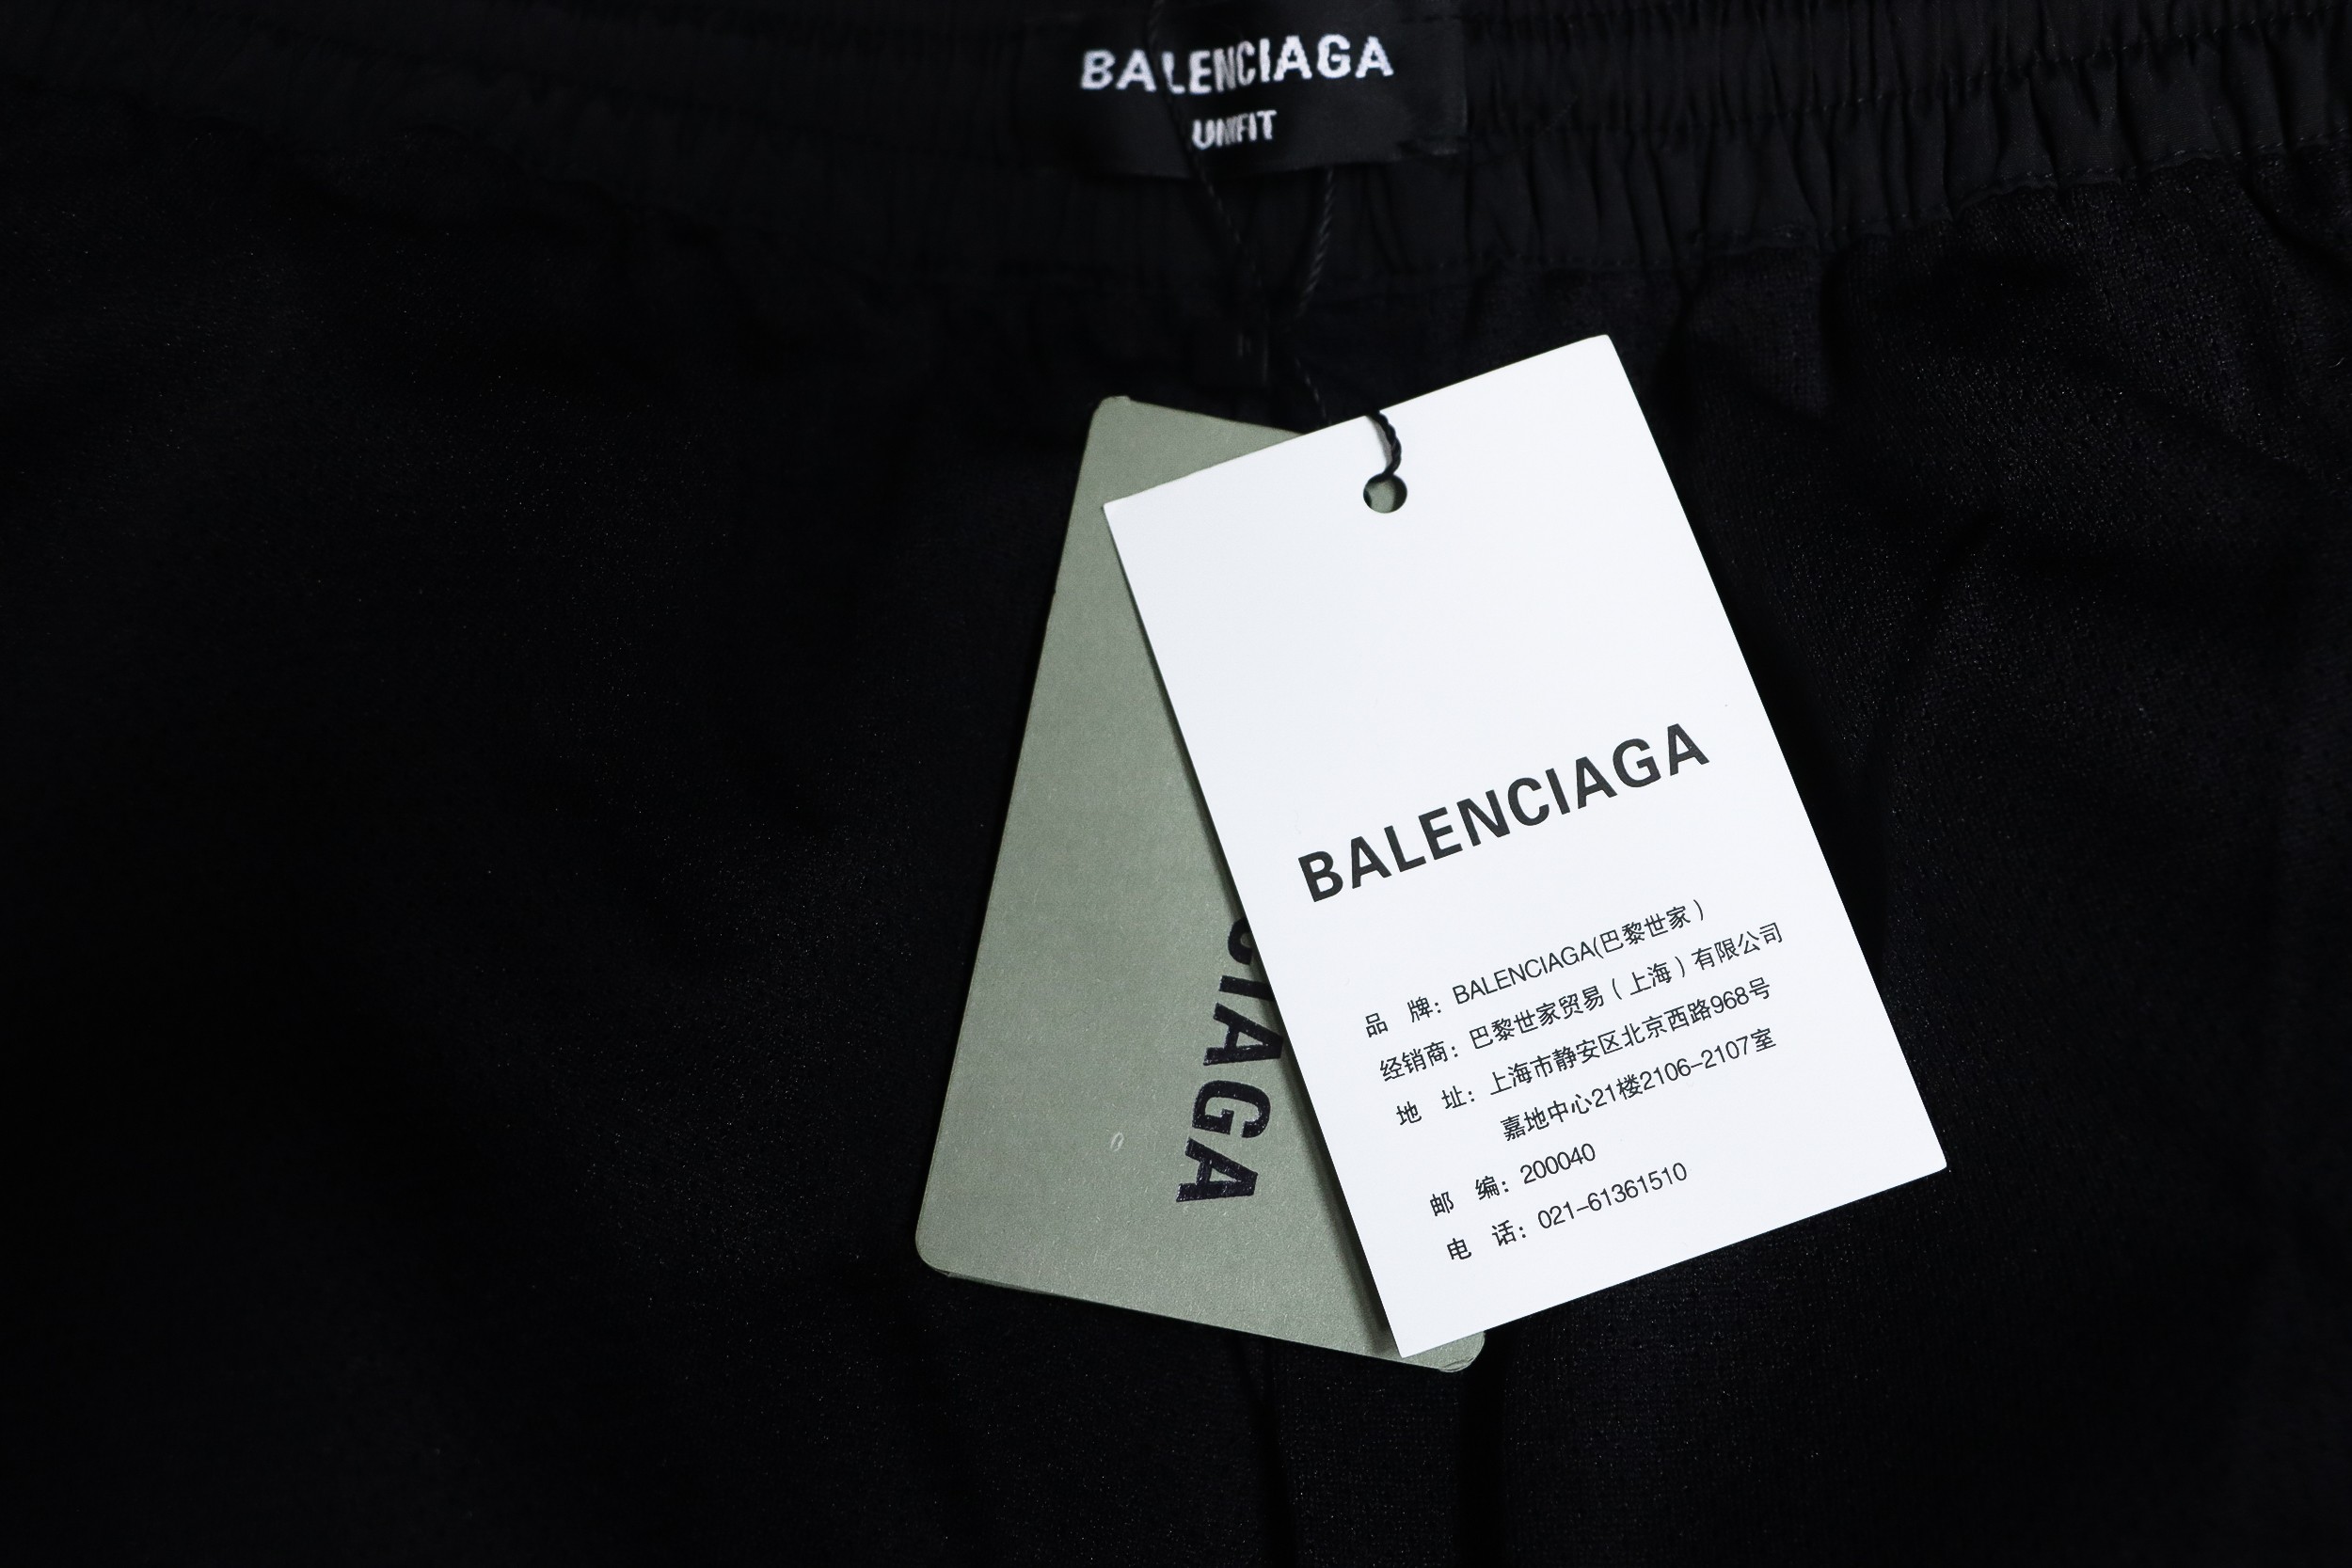 BALENCIAGA
UNIFIT
CIAGA
BALENCIAGA
品 牌：BALENCIAGA(巴黎世家）
经销商：巴黎世家贸易（上海）有限公司
地 址：上海市静安区北京西路968号
嘉地中心21楼2106-2107室
邮 编：200040
电 话：021-61361510